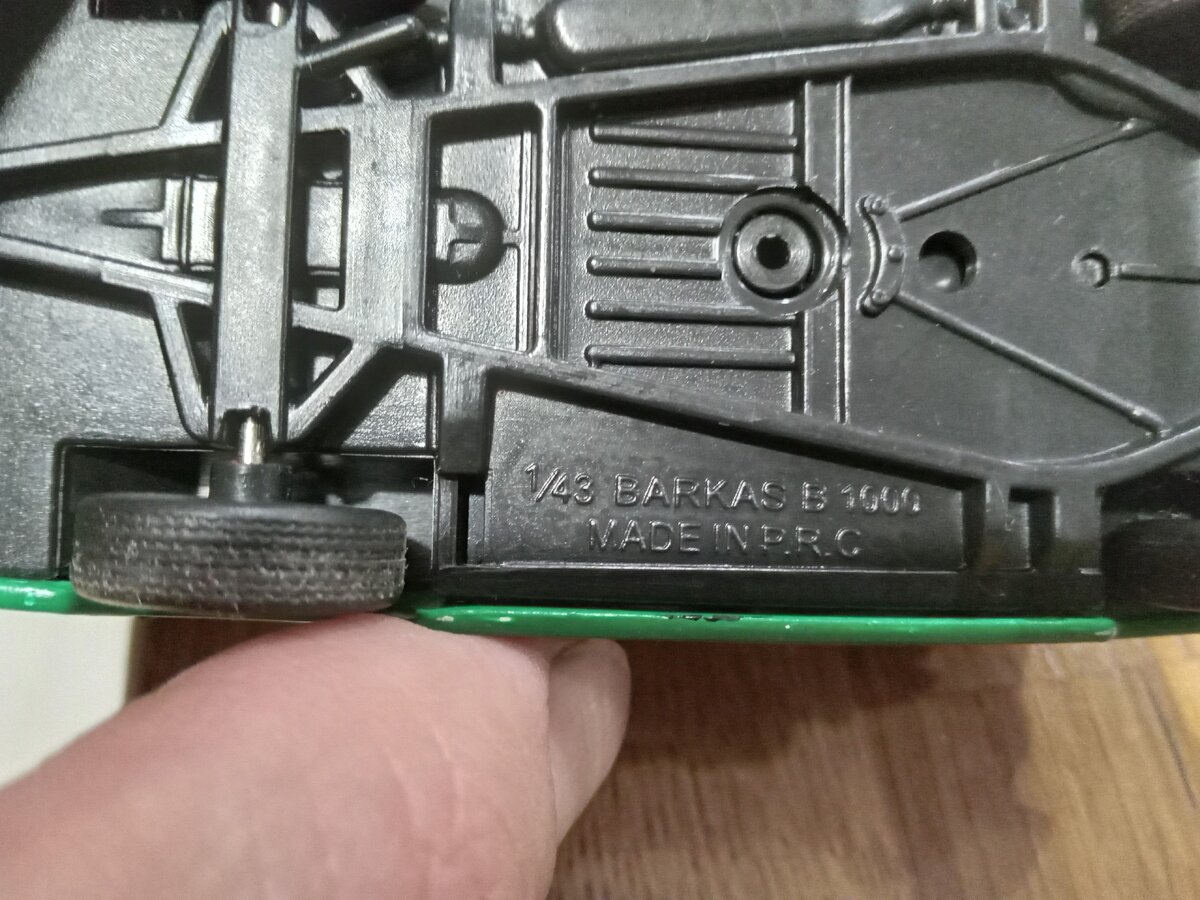 1/43 BARKAS B 1000
MADE IN P.R.C